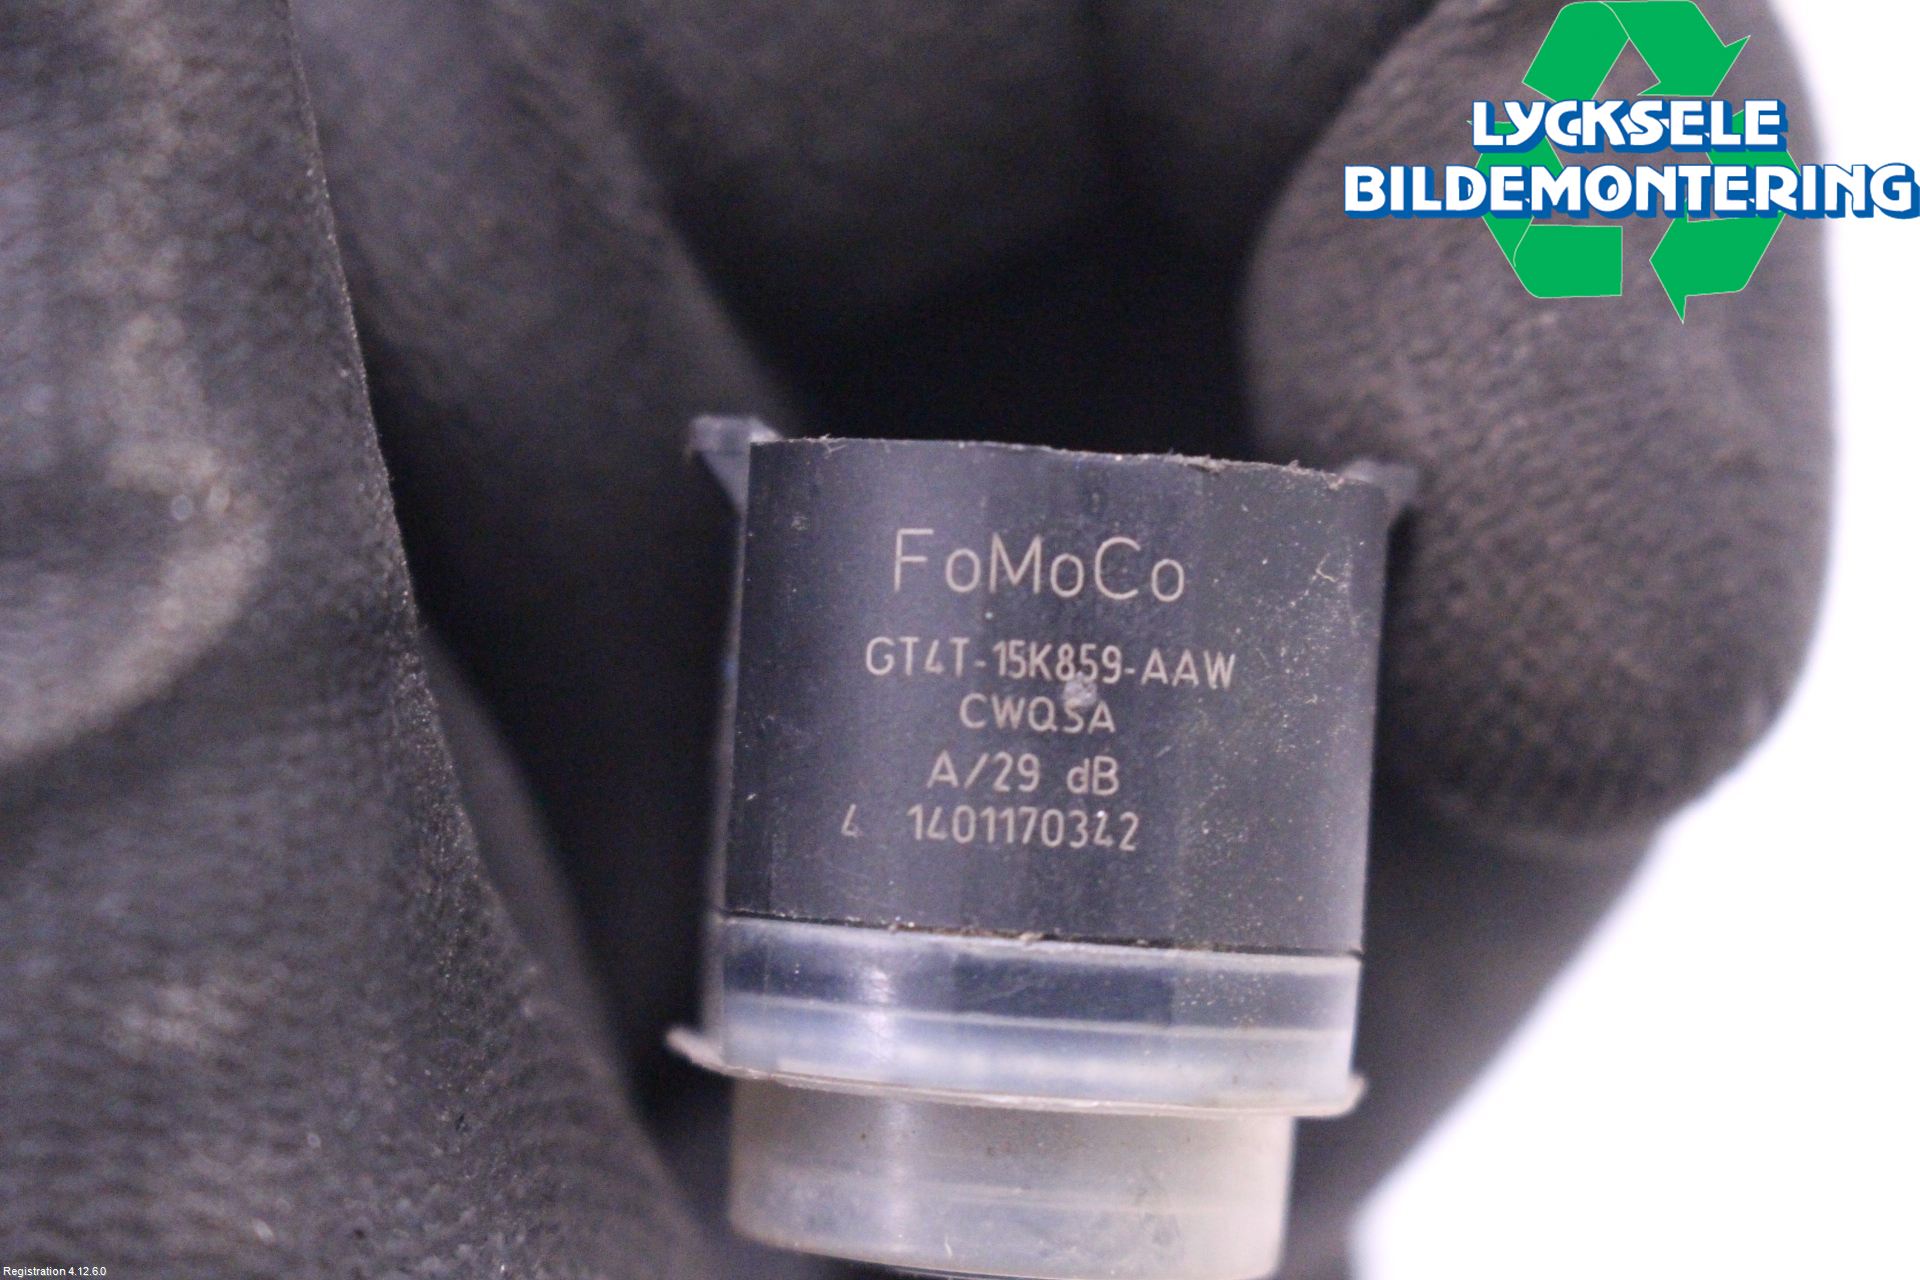 LYCKSELE
BILDEMONTERING
FoMoCo
GT4T-15K859-AAW
CWQSA
A/29 dB
4 1401170342
Registration 4.12.6.0